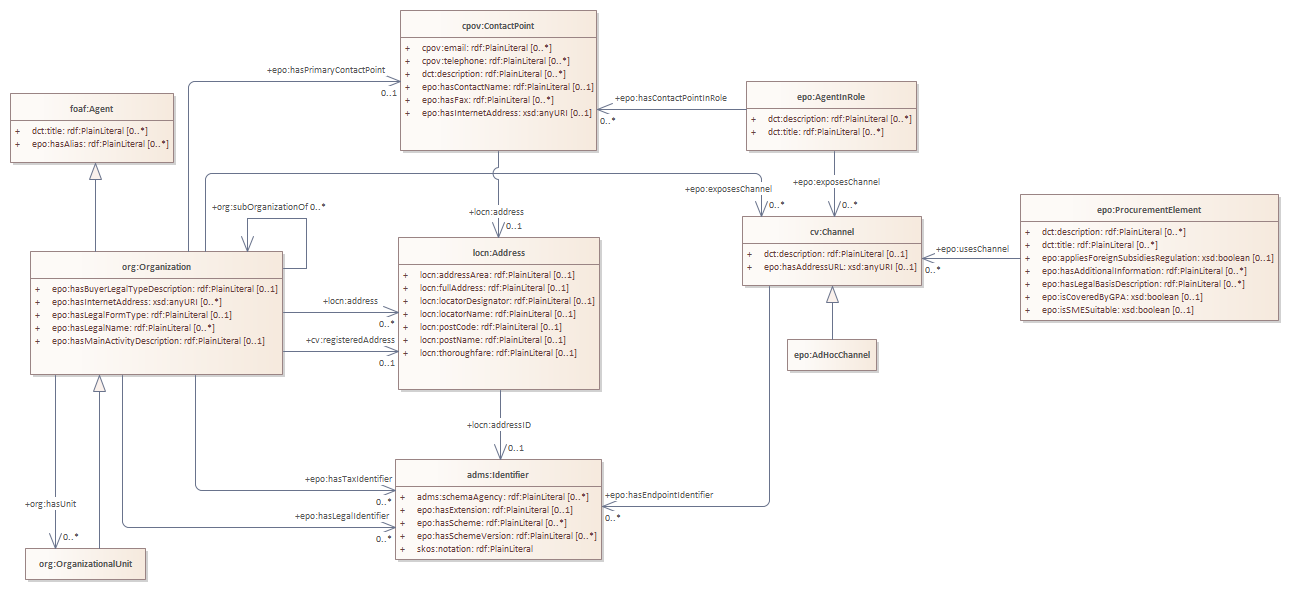 cpov:ContactPoint
+ cpov:email: rdf:PlainLiteral [0..*]
+ cpov:telephone: rdf:PlainLiteral [0..*]
+ dct:description: rdf:PlainLiteral [0..*]
+ epo:hasContactName: rdf:PlainLiteral [0..1]
+ epo:hasFax: rdf:PlainLiteral [0..*]
+ epo:hasInternetAddress: xsd:anyURI [0..1]
+epo:hasPrimaryContactPoint
0..1
foaf:Agent
+ dct:title: rdf:PlainLiteral [0..*]
+ epo:hasAlias: rdf:PlainLiteral [0..*]
+epo:hasContactPointInRole
0..*
epo:AgentInRole
+ dct:description: rdf:PlainLiteral [0..*]
+ dct:title: rdf:PlainLiteral [0..*]
+epo:exposesChannel
0..*
+epo:exposesChannel
0..*
+org:subOrganizationOf 0..*
+locn:address
0..1
epo:ProcurementElement
+ dct:description: rdf:PlainLiteral [0..*]
+ dct:title: rdf:PlainLiteral [0..*]
+ epo:appliesForeignSubsidiesRegulation: xsd:boolean [0..1]
+ epo:hasAdditionalInformation: rdf:PlainLiteral [0..*]
+ epo:hasLegalBasisDescription: rdf:PlainLiteral [0..*]
+ epo:isCoveredByGPA: xsd:boolean [0..1]
+ epo:isSMESuitable: xsd:boolean [0..1]
cv:Channel
+ dct:description: rdf:PlainLiteral [0..1]
+ epo:hasAddressURL: xsd:anyURI [0..1]
+epo:usesChannel
0..*
org:Organization
+ epo:hasBuyerLegalTypeDescription: rdf:PlainLiteral [0..1]
+ epo:hasInternetAddress: xsd:anyURI [0..*]
+ epo:hasLegalFormType: rdf:PlainLiteral [0..1]
+ epo:hasLegalName: rdf:PlainLiteral [0..*]
+ epo:hasMainActivityDescription: rdf:PlainLiteral [0..1]
+locn:address
0..*
+cv:registeredAddress
0..1
locn:Address
+ locn:addressArea: rdf:PlainLiteral [0..1]
+ locn:fullAddress: rdf:PlainLiteral [0..1]
+ locn:locatorDesignator: rdf:PlainLiteral [0..1]
+ locn:locatorName: rdf:PlainLiteral [0..1]
+ locn:postCode: rdf:PlainLiteral [0..1]
+ locn:postName: rdf:PlainLiteral [0..1]
+ locn:thoroughfare: rdf:PlainLiteral [0..1]
epo:AdHocChannel
+locn:addressID
0..1
+epo:hasTaxIdentifier
0..*
+epo:hasLegalIdentifier
0..*
adms:Identifier
+ adms:schemaAgency: rdf:PlainLiteral [0..*]
+ epo:hasExtension: rdf:PlainLiteral [0..1]
+ epo:hasScheme: rdf:PlainLiteral [0..*]
+ epo:hasSchemeVersion: rdf:PlainLiteral [0..*]
+ skos:notation: rdf:PlainLiteral
+epo:hasEndpointIdentifier
0..*
+org:hasUnit
0..*
org:OrganizationalUnit